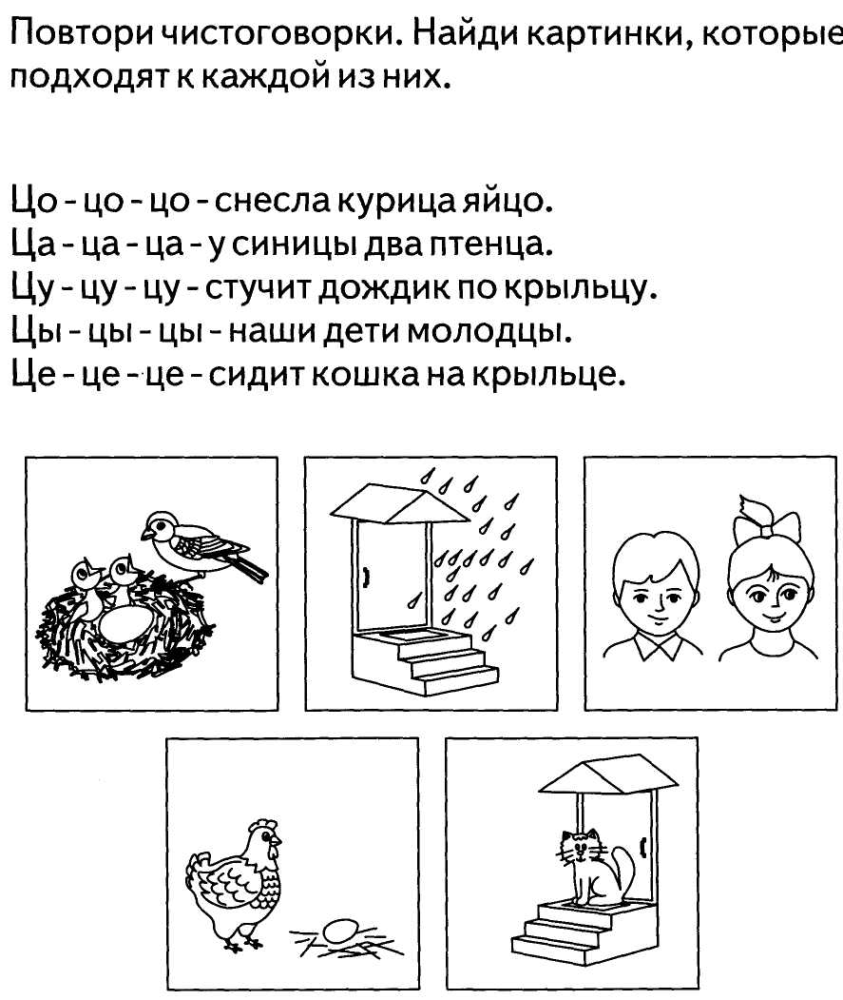 Повтори чистоговорки. Найди картинки, которые
подходят к каждой из них.
Цо - цо - цо - снесла курица яйцо.
Ца - ца - ца - у синицы два птенца.
Цу - цу - цу - стучит дождик по крыльцу.
Цы - цы - цы - наши дети молодцы.
Це - це - це - сидит кошка на крыльце.